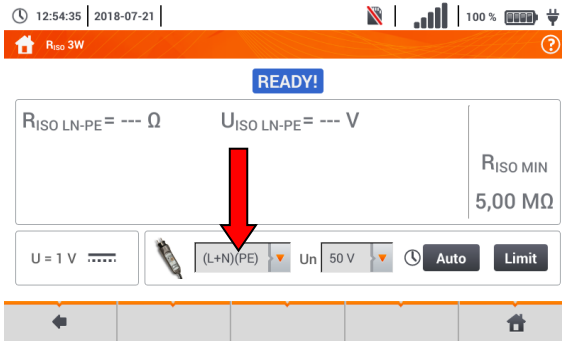 12:54:35 2018-07-21 100 %
RISO 3W ?
READY!
RISO LN-PE= --- Ω UISO LN-PE= --- V
RISO MIN
5,00 MΩ
U = 1 V (L+N)(PE) Un 50 V Auto Limit